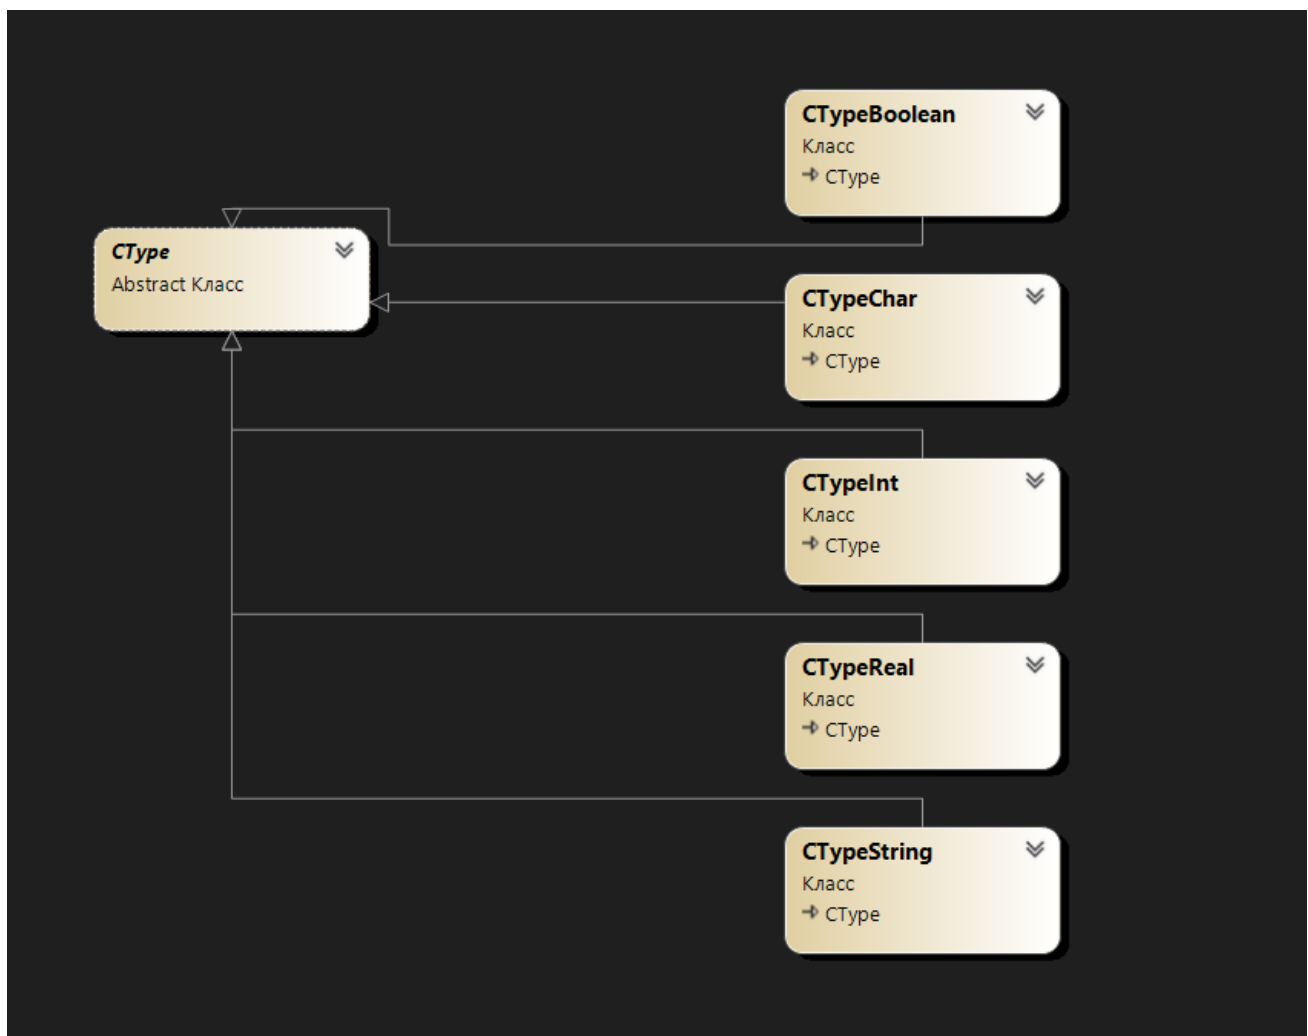 CTypeBoolean
Класс
CType
CType
Abstract Класс
CTypeChar
Класс
CType
CTypeInt
Класс
CType
CTypeReal
Класс
CType
CTypeString
Класс
CType